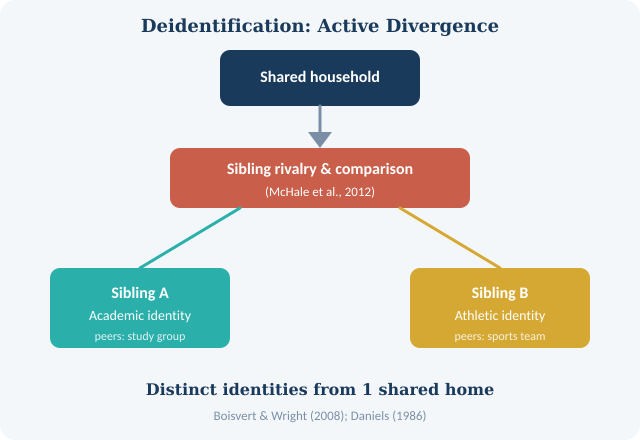 Deidentification: Active Divergence
Shared household
Sibling rivalry & comparison
(McHale et al., 2012)
Sibling A
Academic identity
peers: study group
Sibling B
Athletic identity
peers: sports team
Distinct identities from 1 shared home
Boisvert & Wright (2008); Daniels (1986)